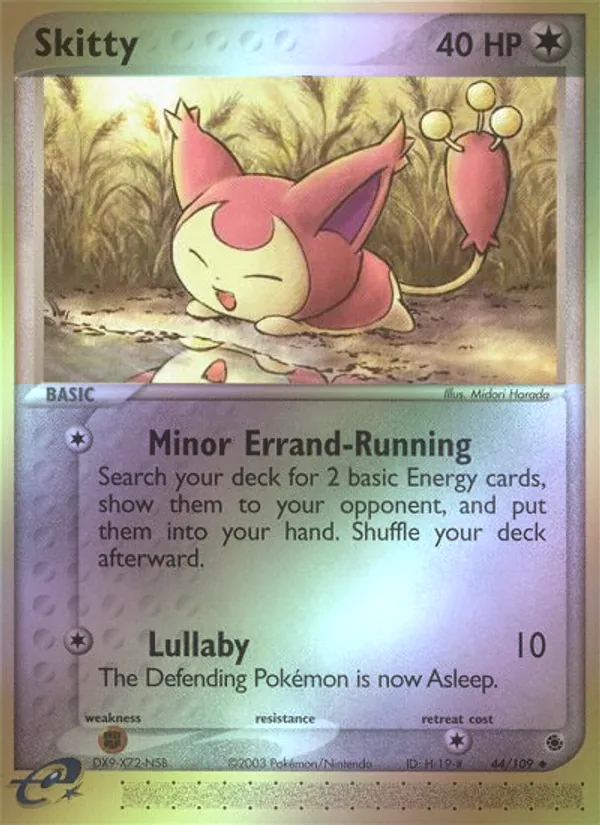 Skitty
40 HP
BASIC
Illus. Midori Harada
Minor Errand-Running
Search your deck for 2 basic Energy cards,
show them to your opponent, and put
them into your hand. Shuffle your deck
afterward.
Lullaby 10
The Defending Pokémon is now Asleep.
weakness resistance retreat cost
DX9-X72-NSB ©2003 Pokémon/Nintendo ID: H-19-# 44/109